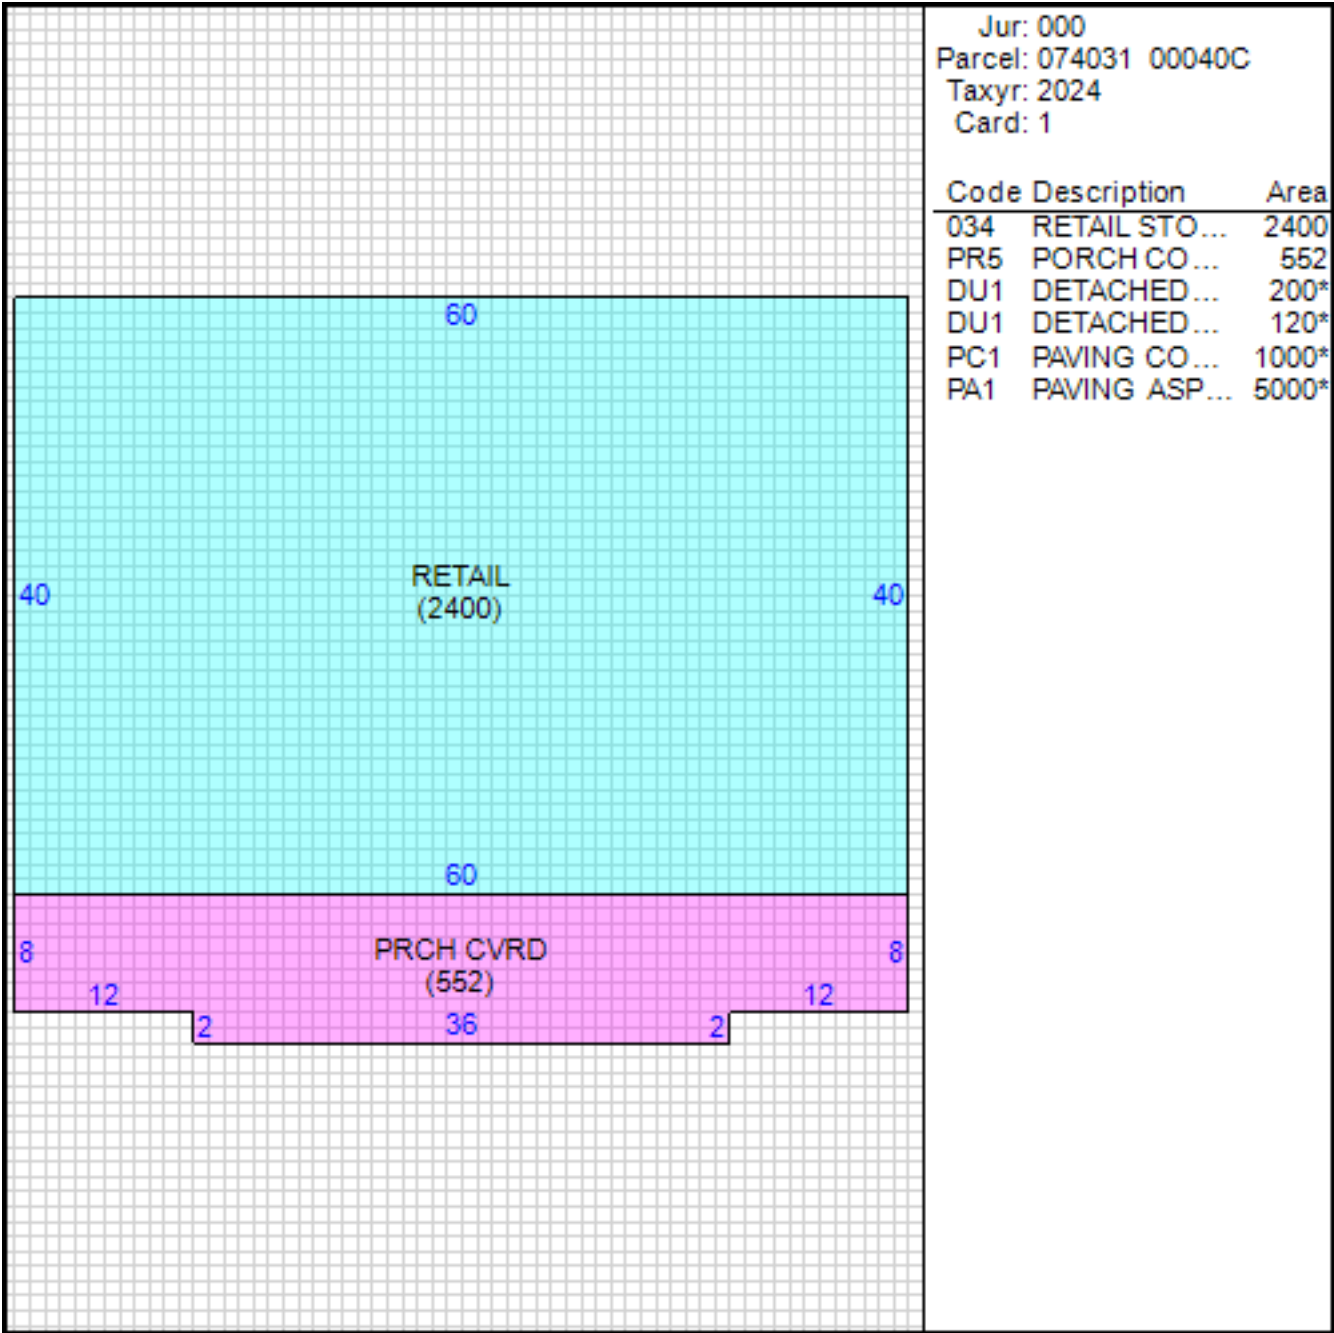 Jur: 000
Parcel: 074031 00040C
Taxyr: 2024
Card: 1
Code Description Area
034 RETAIL STO... 2400
PR5 PORCH CO... 552
DU1 DETACHED... 200*
DU1 DETACHED... 120*
PC1 PAVING CO... 1000*
PA1 PAVING ASP... 5000*
60
RETAIL
(2400)
40 40
60
PRCH CVRD
(552)
8 8
12 12
2 36 2